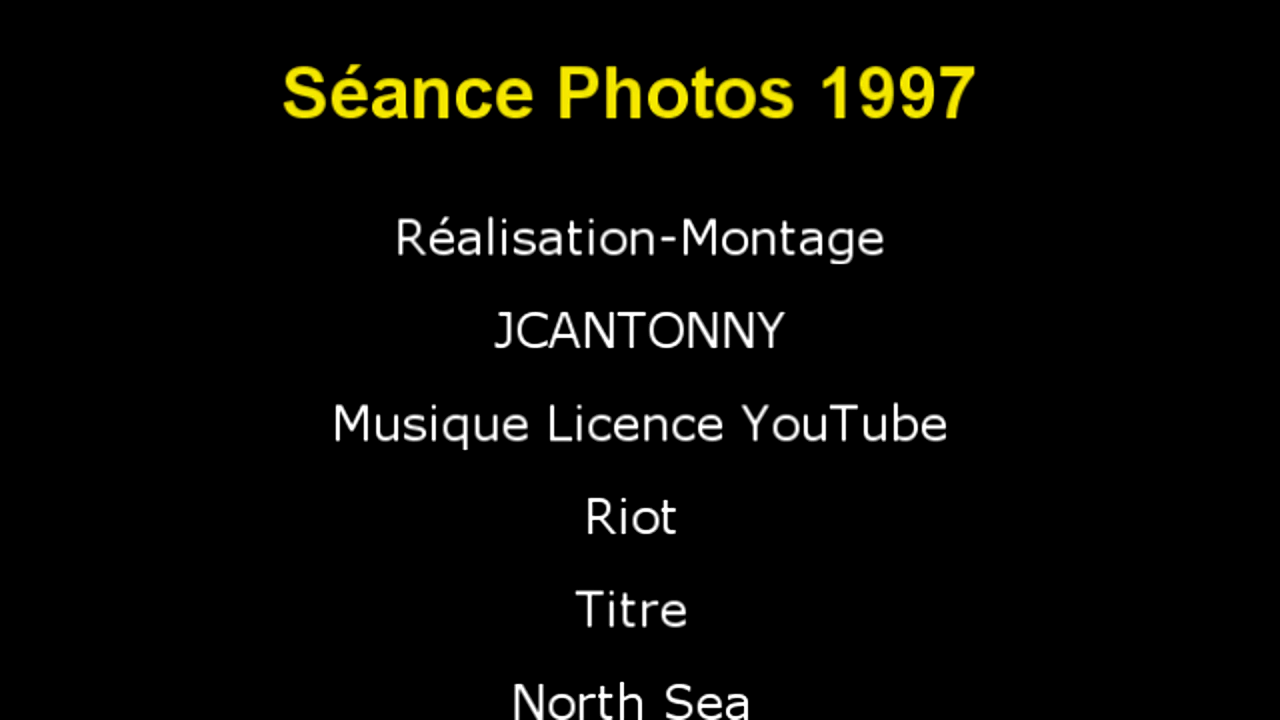 Séance Photos 1997
Réalisation-Montage
JCANTONNY
Musique Licence YouTube
Riot
Titre
North Sea